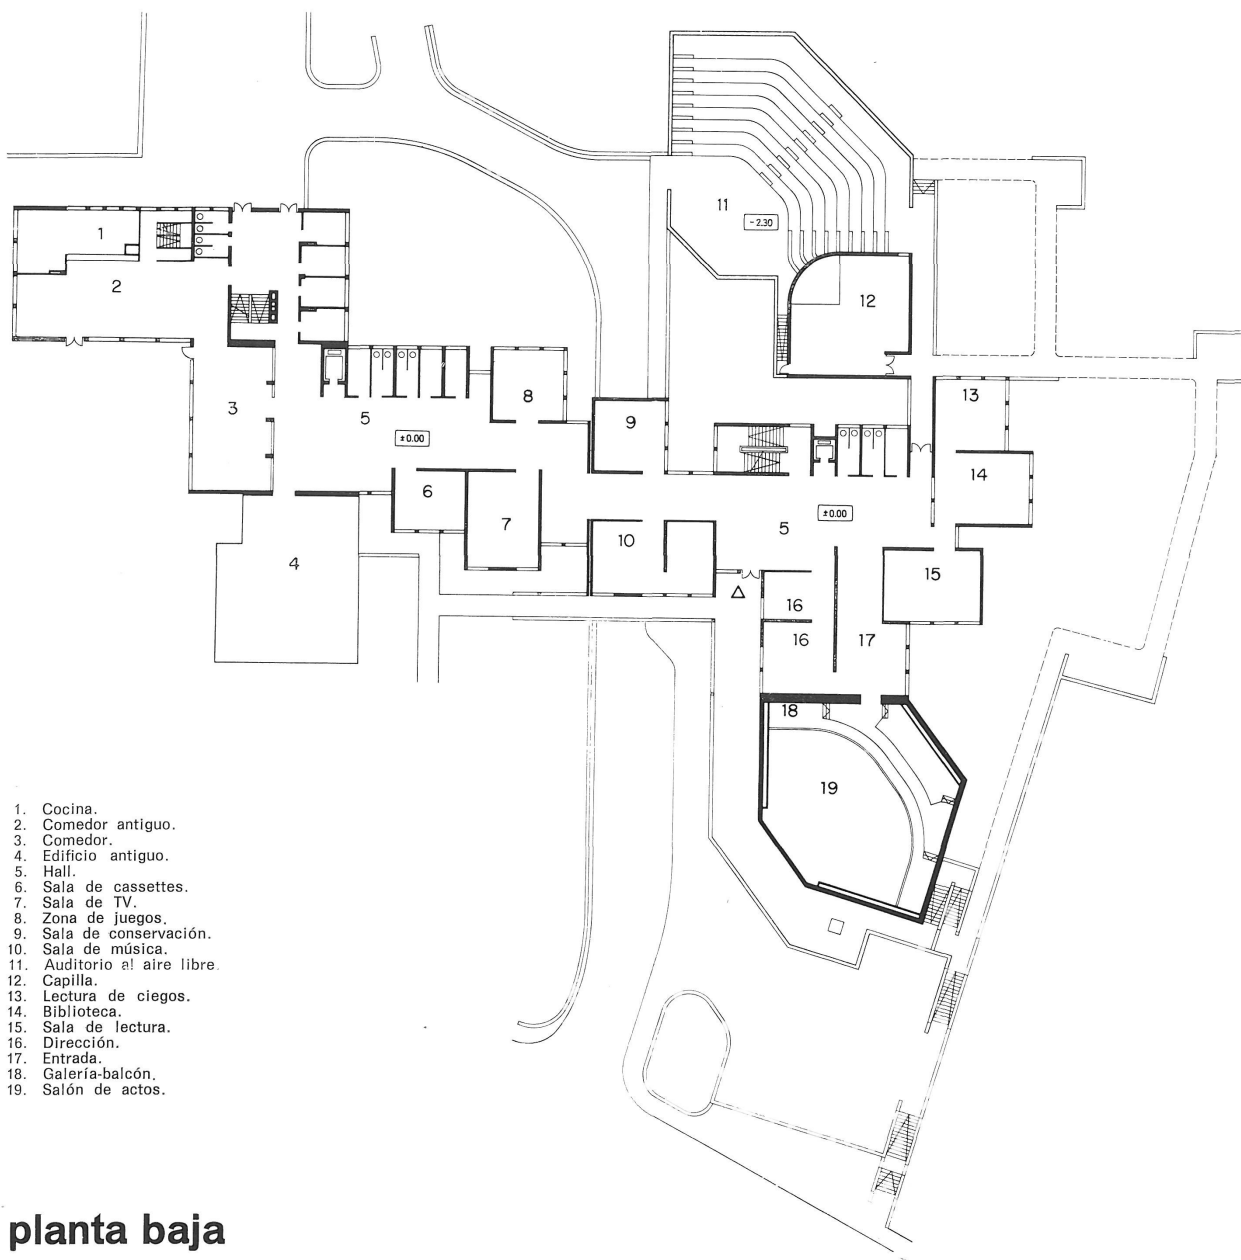 11
-2.30
1
2
12
3
5
±0.00
8
9
13
14
6
7
10
5
±0.00
4
15
16
16
17
18
19
1. Cocina.
2. Comedor antiguo.
3. Comedor.
4. Edificio antiguo.
5. Hall.
6. Sala de cassettes.
7. Sala de TV.
8. Zona de juegos.
9. Sala de conservación.
10. Sala de música.
11. Auditorio al aire libre.
12. Capilla.
13. Lectura de ciegos.
14. Biblioteca.
15. Sala de lectura.
16. Dirección.
17. Entrada.
18. Galería-balcón.
19. Salón de actos.
planta baja